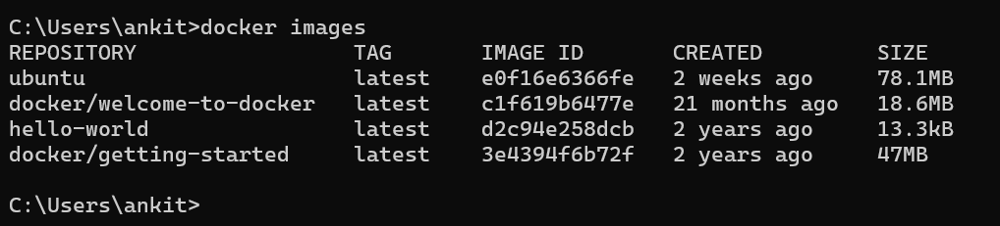 C:\Users\ankit>docker images
REPOSITORY                 TAG       IMAGE ID       CREATED         SIZE
ubuntu                     latest    e0f16e6366fe   2 weeks ago     78.1MB
docker/welcome-to-docker   latest    c1f619b6477e   21 months ago   18.6MB
hello-world                latest    d2c94e258dcb   2 years ago     13.3kB
docker/getting-started     latest    3e4394f6b72f   2 years ago     47MB
C:\Users\ankit>